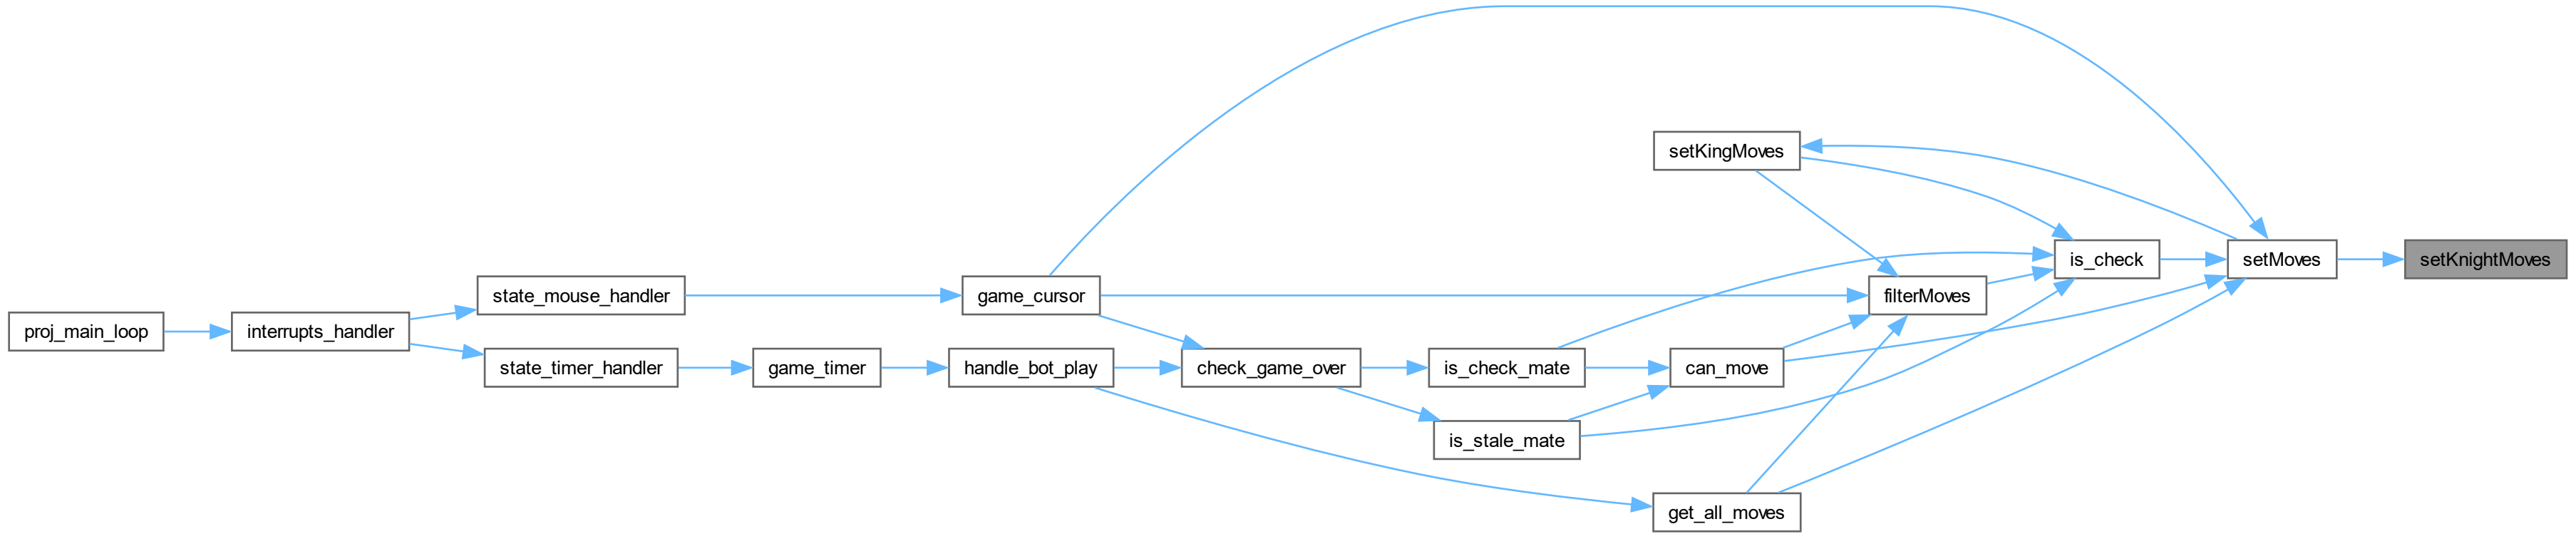 proj_main_loop
interrupts_handler
state_mouse_handler
state_timer_handler
game_timer
game_cursor
handle_bot_play
check_game_over
is_check_mate
is_stale_mate
setKingMoves
can_move
get_all_moves
filterMoves
is_check
setMoves
setKnightMoves